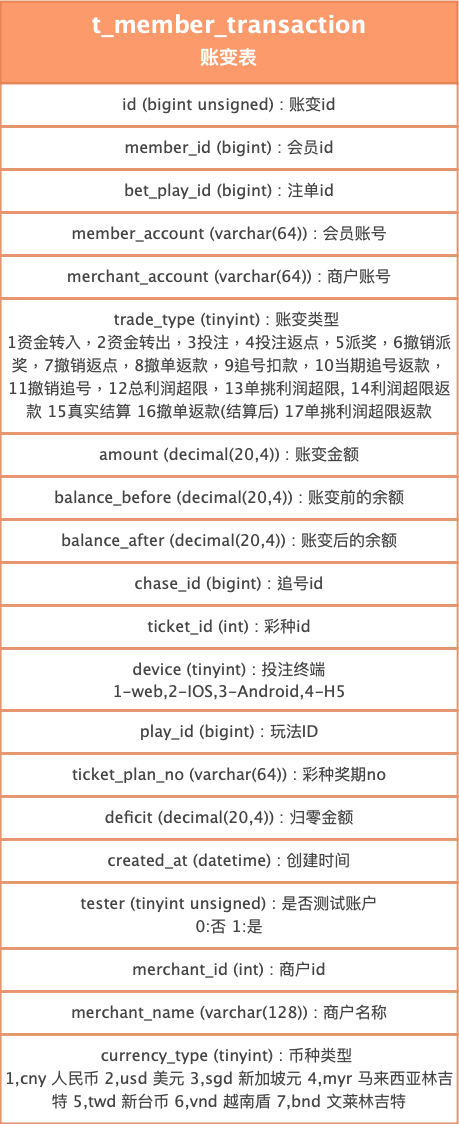 t_member_transaction
账变表
id (bigint unsigned) : 账变id
member_id (bigint) : 会员id
bet_play_id (bigint) : 注单id
member_account (varchar(64)) : 会员账号
merchant_account (varchar(64)) : 商户账号
trade_type (tinyint) : 账变类型
1资金转入，2资金转出，3投注，4投注返点，5派奖，6撤销派
奖，7撤销返点，8撤单返款，9追号扣款，10当期追号返款，
11撤销追号，12总利润超限，13单挑利润超限, 14利润超限返
款 15真实结算 16撤单返款(结算后) 17单挑利润超限返款
amount (decimal(20,4)) : 账变金额
balance_before (decimal(20,4)) : 账变前的余额
balance_after (decimal(20,4)) : 账变后的余额
chase_id (bigint) : 追号id
ticket_id (int) : 彩种id
device (tinyint) : 投注终端
1-web,2-IOS,3-Android,4-H5
play_id (bigint) : 玩法ID
ticket_plan_no (varchar(64)) : 彩种奖期no
deficit (decimal(20,4)) : 归零金额
created_at (datetime) : 创建时间
tester (tinyint unsigned) : 是否测试账户
0:否 1:是
merchant_id (int) : 商户id
merchant_name (varchar(128)) : 商户名称
currency_type (tinyint) : 币种类型
1,cny 人民币 2,usd 美元 3,sgd 新加坡元 4,myr 马来西亚林吉
特 5,twd 新台币 6,vnd 越南盾 7,bnd 文莱林吉特